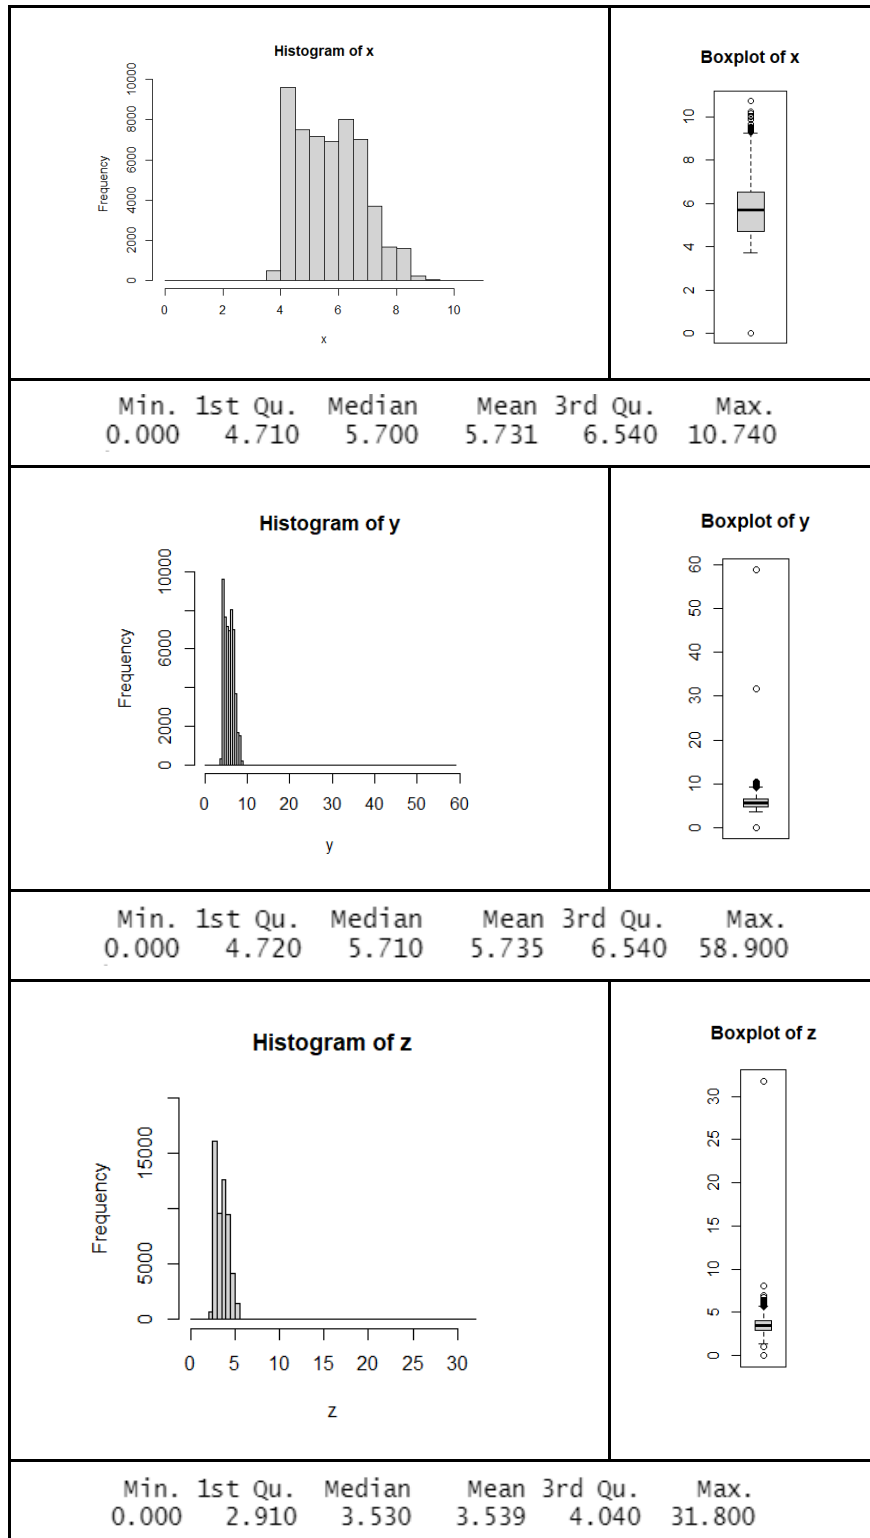 Histogram of x
Frequency
0 2000 4000 6000 8000 10000
0 2 4 6 8 10
x
Boxplot of x
0 2 4 6 8 10
Min. 1st Qu. Median Mean 3rd Qu. Max.
0.000 4.710 5.700 5.731 6.540 10.740
Histogram of y
Frequency
0 2000 6000 10000
0 10 20 30 40 50 60
y
Boxplot of y
0 10 20 30 40 50 60
Min. 1st Qu. Median Mean 3rd Qu. Max.
0.000 4.720 5.710 5.735 6.540 58.900
Histogram of z
Frequency
0 5000 15000
0 5 10 15 20 25 30
z
Boxplot of z
0 5 10 15 20 25 30
Min. 1st Qu. Median Mean 3rd Qu. Max.
0.000 2.910 3.530 3.539 4.040 31.800